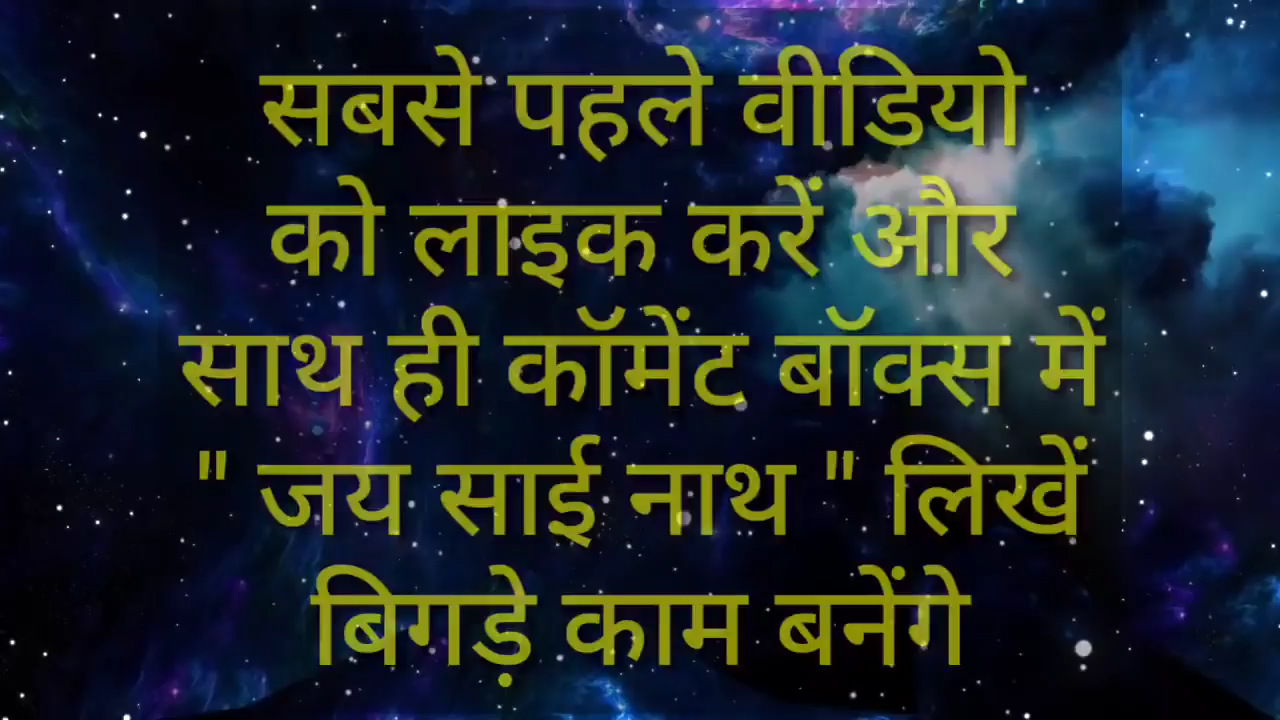 सबसे पहले वीडियो
को लाइक करें और
साथ ही कॉमेंट बॉक्स में
" जय साई नाथ " लिखें
बिगड़े काम बनेंगे